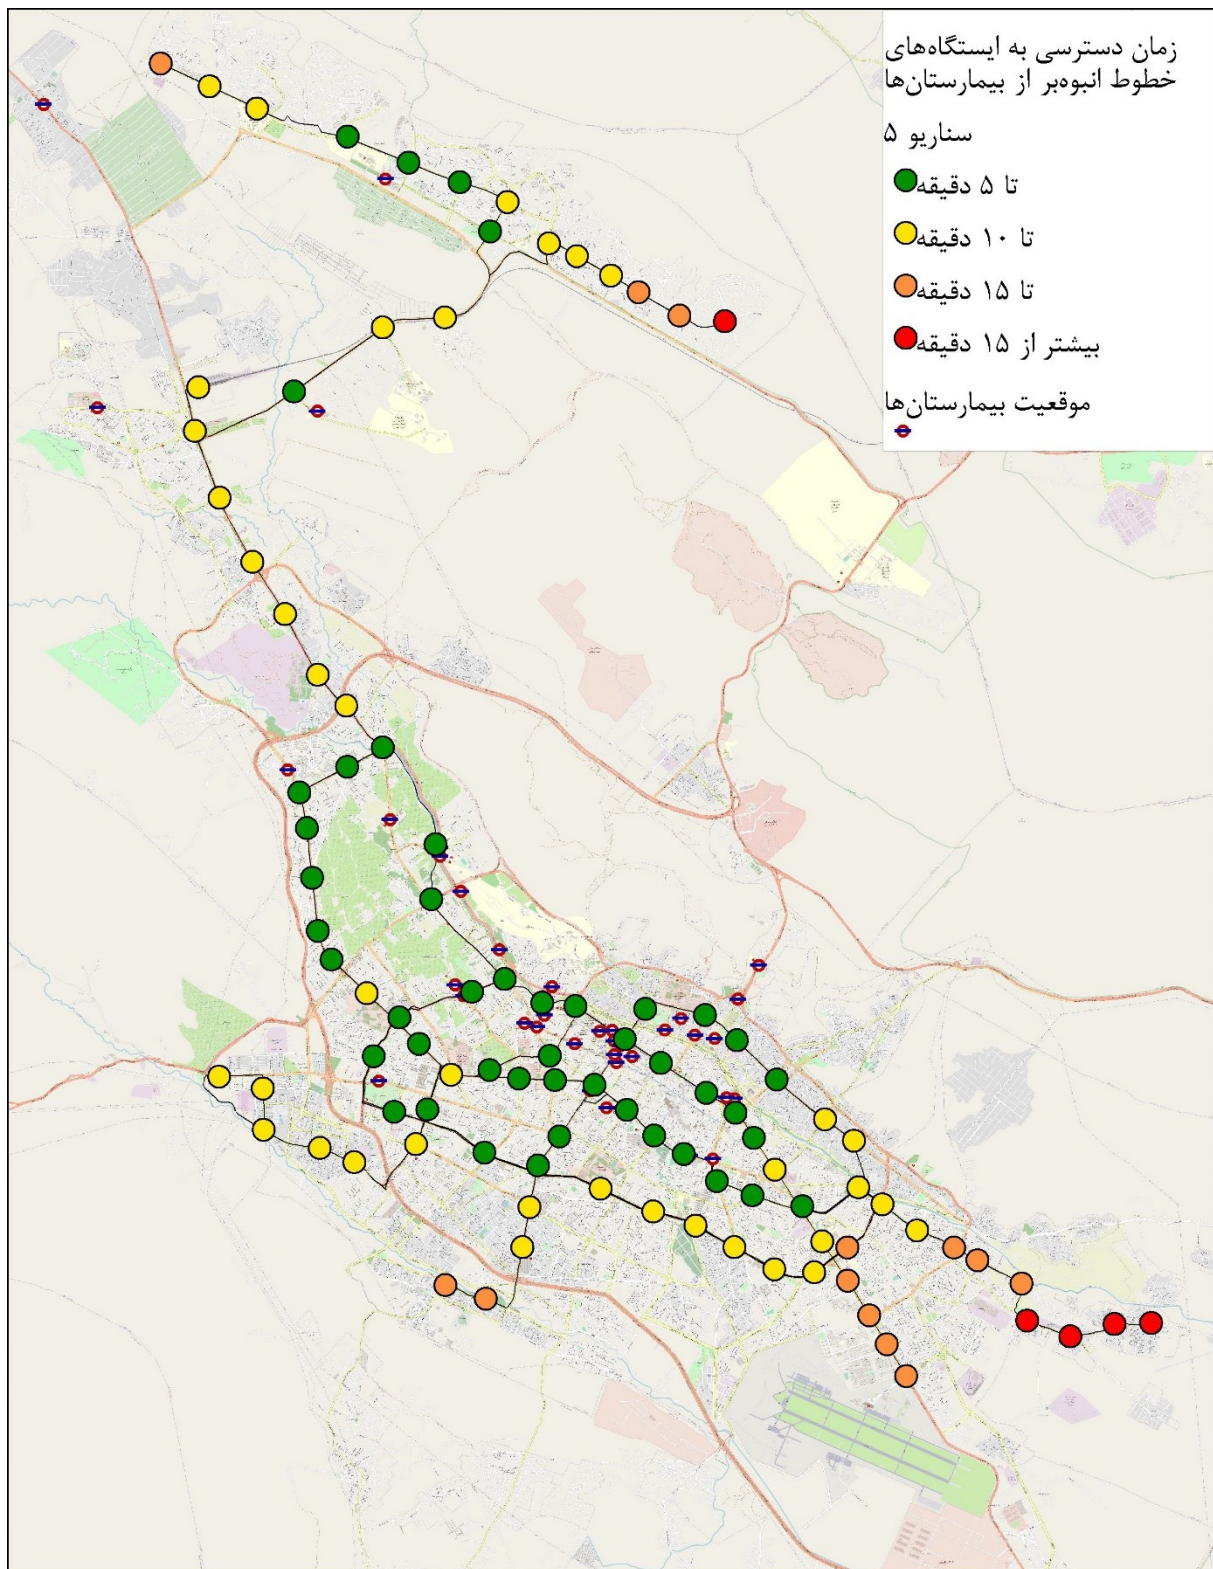 زمان دسترسی به ایستگاه‌های
خطوط انبوه‌بر از بیمارستان‌ها
سناریو ۵
تا ۵ دقیقه
تا ۱۰ دقیقه
تا ۱۵ دقیقه
بیشتر از ۱۵ دقیقه
موقعیت بیمارستان‌ها